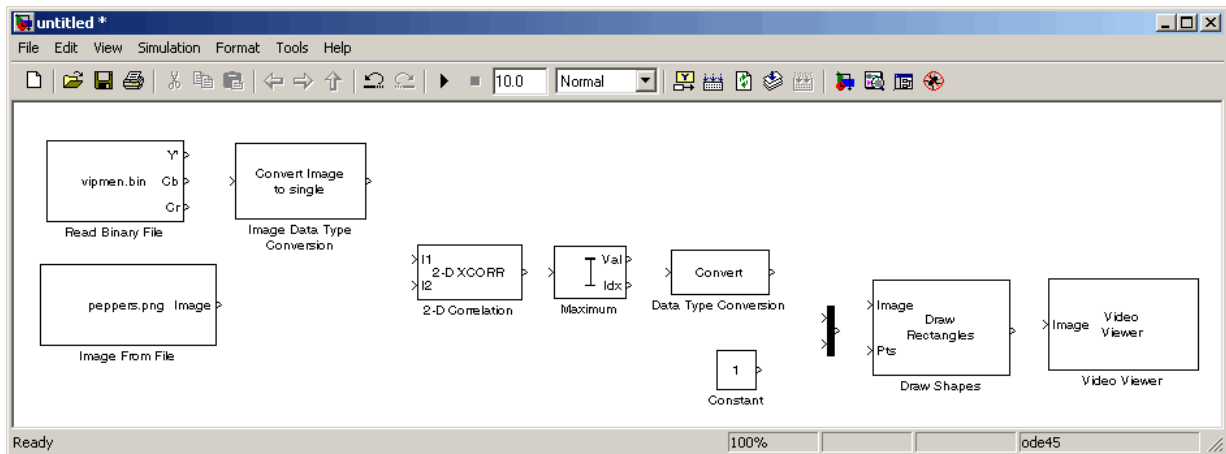 untitled *
File Edit View Simulation Format Tools Help
10.0 Normal
vipmen.bin
Y'
Cb
Cr
Read Binary File
Convert Image
to single
Image Data Type
Conversion
peppers.png Image
Image From File
I1
2-D XCORR
I2
2-D Correlation
Val
Idx
Maximum
Convert
Data Type Conversion
1
Constant
Image
Draw
Rectangles
Pts
Draw Shapes
Image
Video
Viewer
Video Viewer
Ready 100% ode45